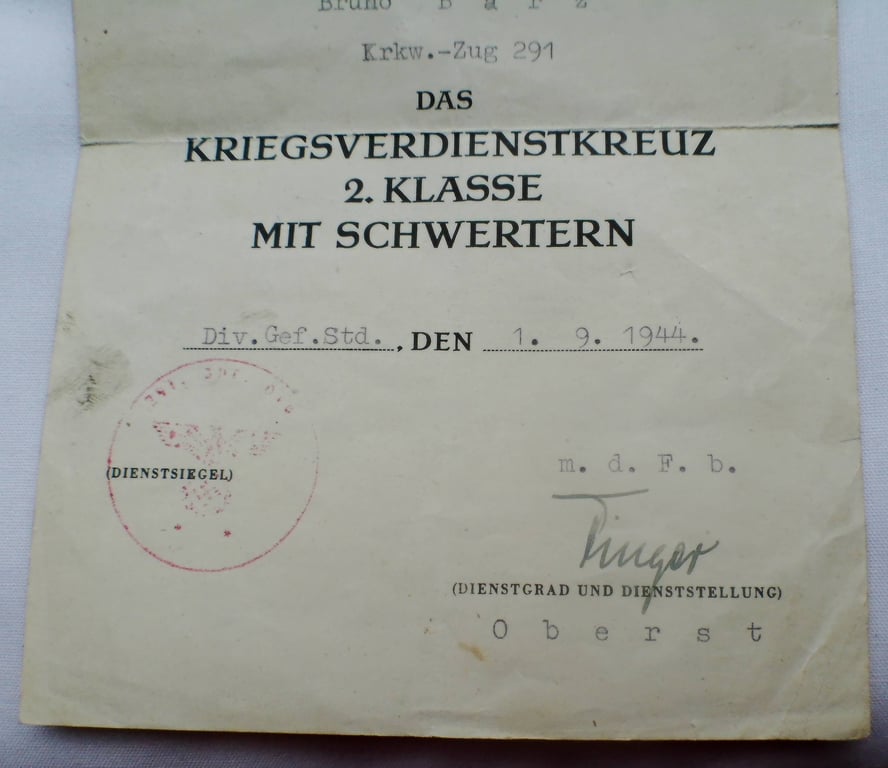 Bruno
Krkw.-Zug 291
DAS
KRIEGSVERDIENSTKREUZ
2. KLASSE
MIT SCHWERTERN
Div.Gef.Std., DEN 1. 9. 1944.
(DIENSTSIEGEL)
m. d. F. b.
(DIENSTGRAD UND DIENSTSTELLUNG)
O b e r s t